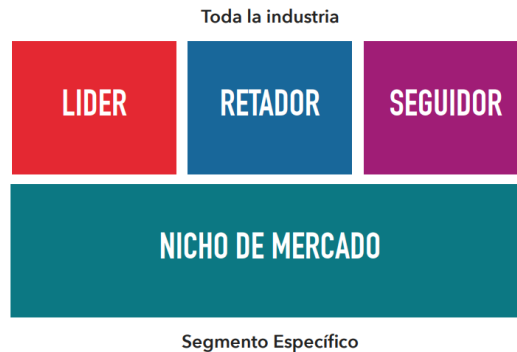 Toda la industria
LIDER
RETADOR
SEGUIDOR
NICHO DE MERCADO
Segmento Específico